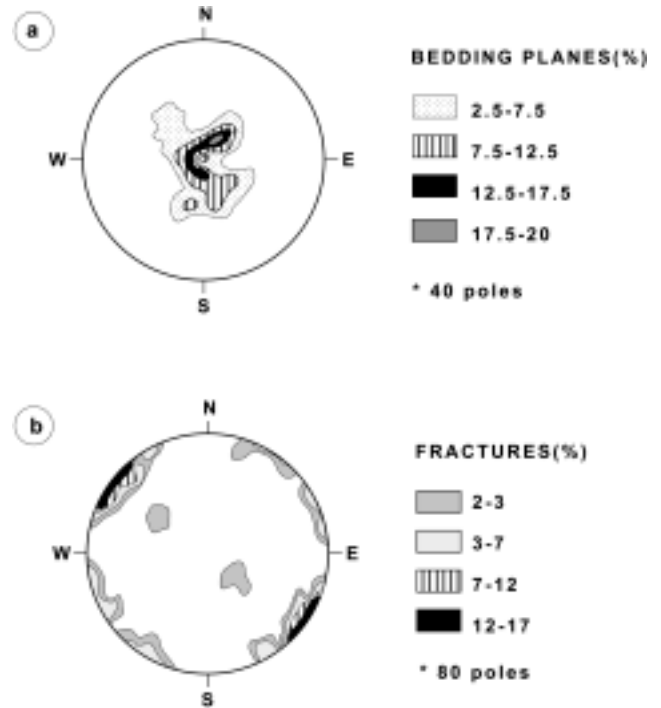 a
N
W
E
S
BEDDING PLANES(%)
2.5-7.5
7.5-12.5
12.5-17.5
17.5-20
* 40 poles
b
N
W
E
S
FRACTURES(%)
2-3
3-7
7-12
12-17
* 80 poles